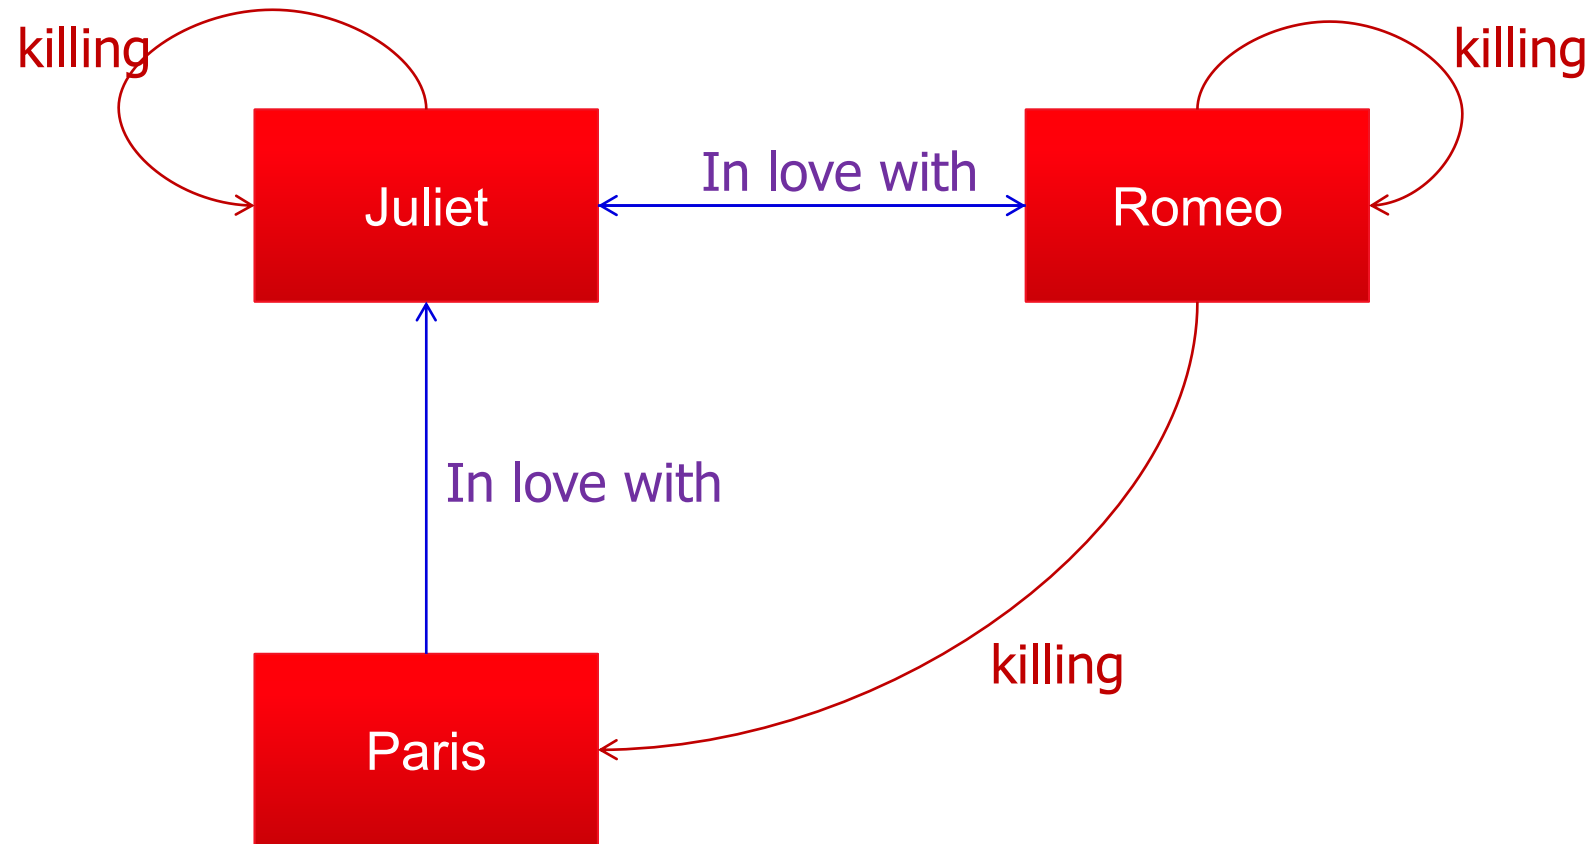 killing
killing
In love with
Juliet
Romeo
In love with
killing
Paris